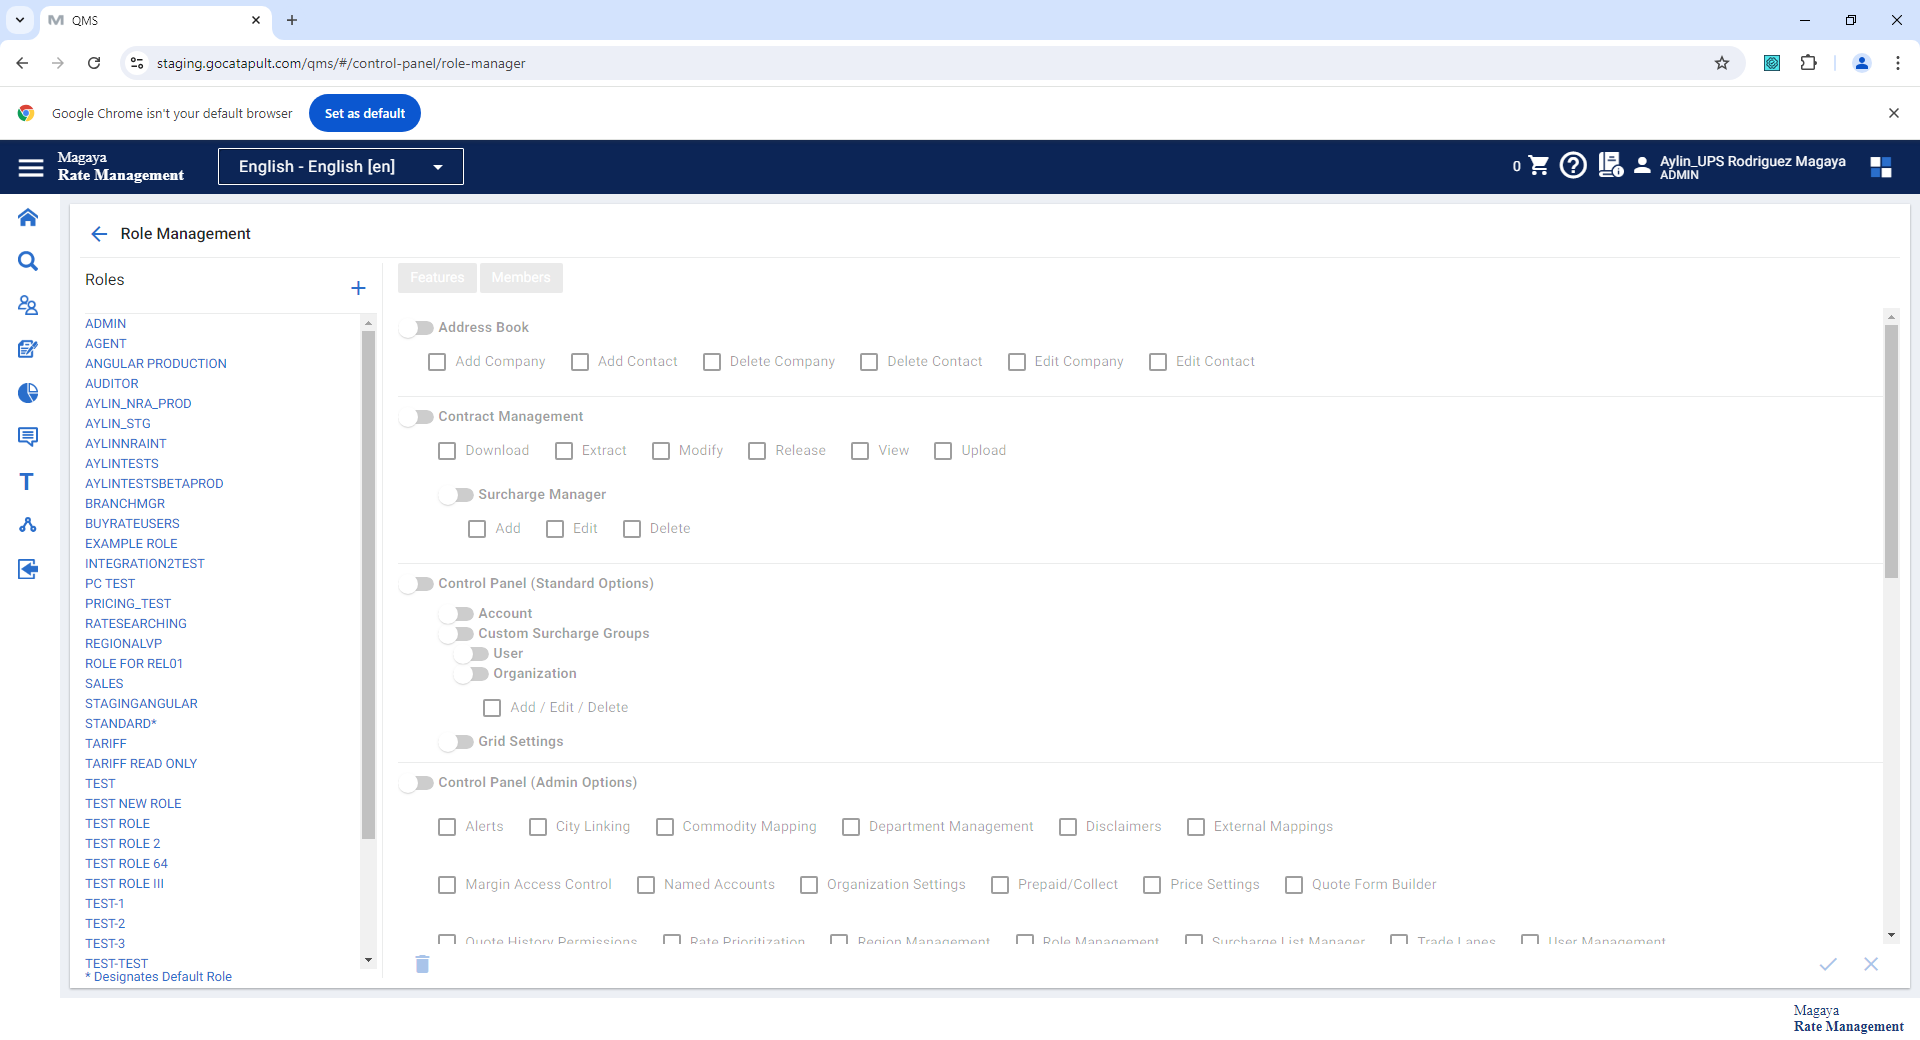 QMS
staging.gocatapult.com/qms/#/control-panel/role-manager
Google Chrome isn't your default browser
Set as default
Magaya
Rate Management
English - English [en]
0
Aylin_UPS Rodriguez Magaya
ADMIN
Role Management
Roles
Features
Members
ADMIN
AGENT
ANGULAR PRODUCTION
AUDITOR
AYLIN_NRA_PROD
AYLIN_STG
AYLINNRAINT
AYLINTESTS
AYLINTESTSBETAPROD
BRANCHMGR
BUYRATEUSERS
EXAMPLE ROLE
INTEGRATION2TEST
PC TEST
PRICING_TEST
RATESEARCHING
REGIONALVP
ROLE FOR REL01
SALES
STAGINGANGULAR
STANDARD*
TARIFF
TARIFF READ ONLY
TEST
TEST NEW ROLE
TEST ROLE
TEST ROLE 2
TEST ROLE 64
TEST ROLE III
TEST-1
TEST-2
TEST-3
TEST-TEST
* Designates Default Role
Address Book
Add Company Add Contact Delete Company Delete Contact Edit Company Edit Contact
Contract Management
Download Extract Modify Release View Upload
Surcharge Manager
Add Edit Delete
Control Panel (Standard Options)
Account
Custom Surcharge Groups
User
Organization
Add / Edit / Delete
Grid Settings
Control Panel (Admin Options)
Alerts City Linking Commodity Mapping Department Management Disclaimers External Mappings
Margin Access Control Named Accounts Organization Settings Prepaid/Collect Price Settings Quote Form Builder
Quote History Permissions Rate Prioritization Region Management Role Management Surcharge List Manager Trade Lanes User Management
Magaya
Rate Management